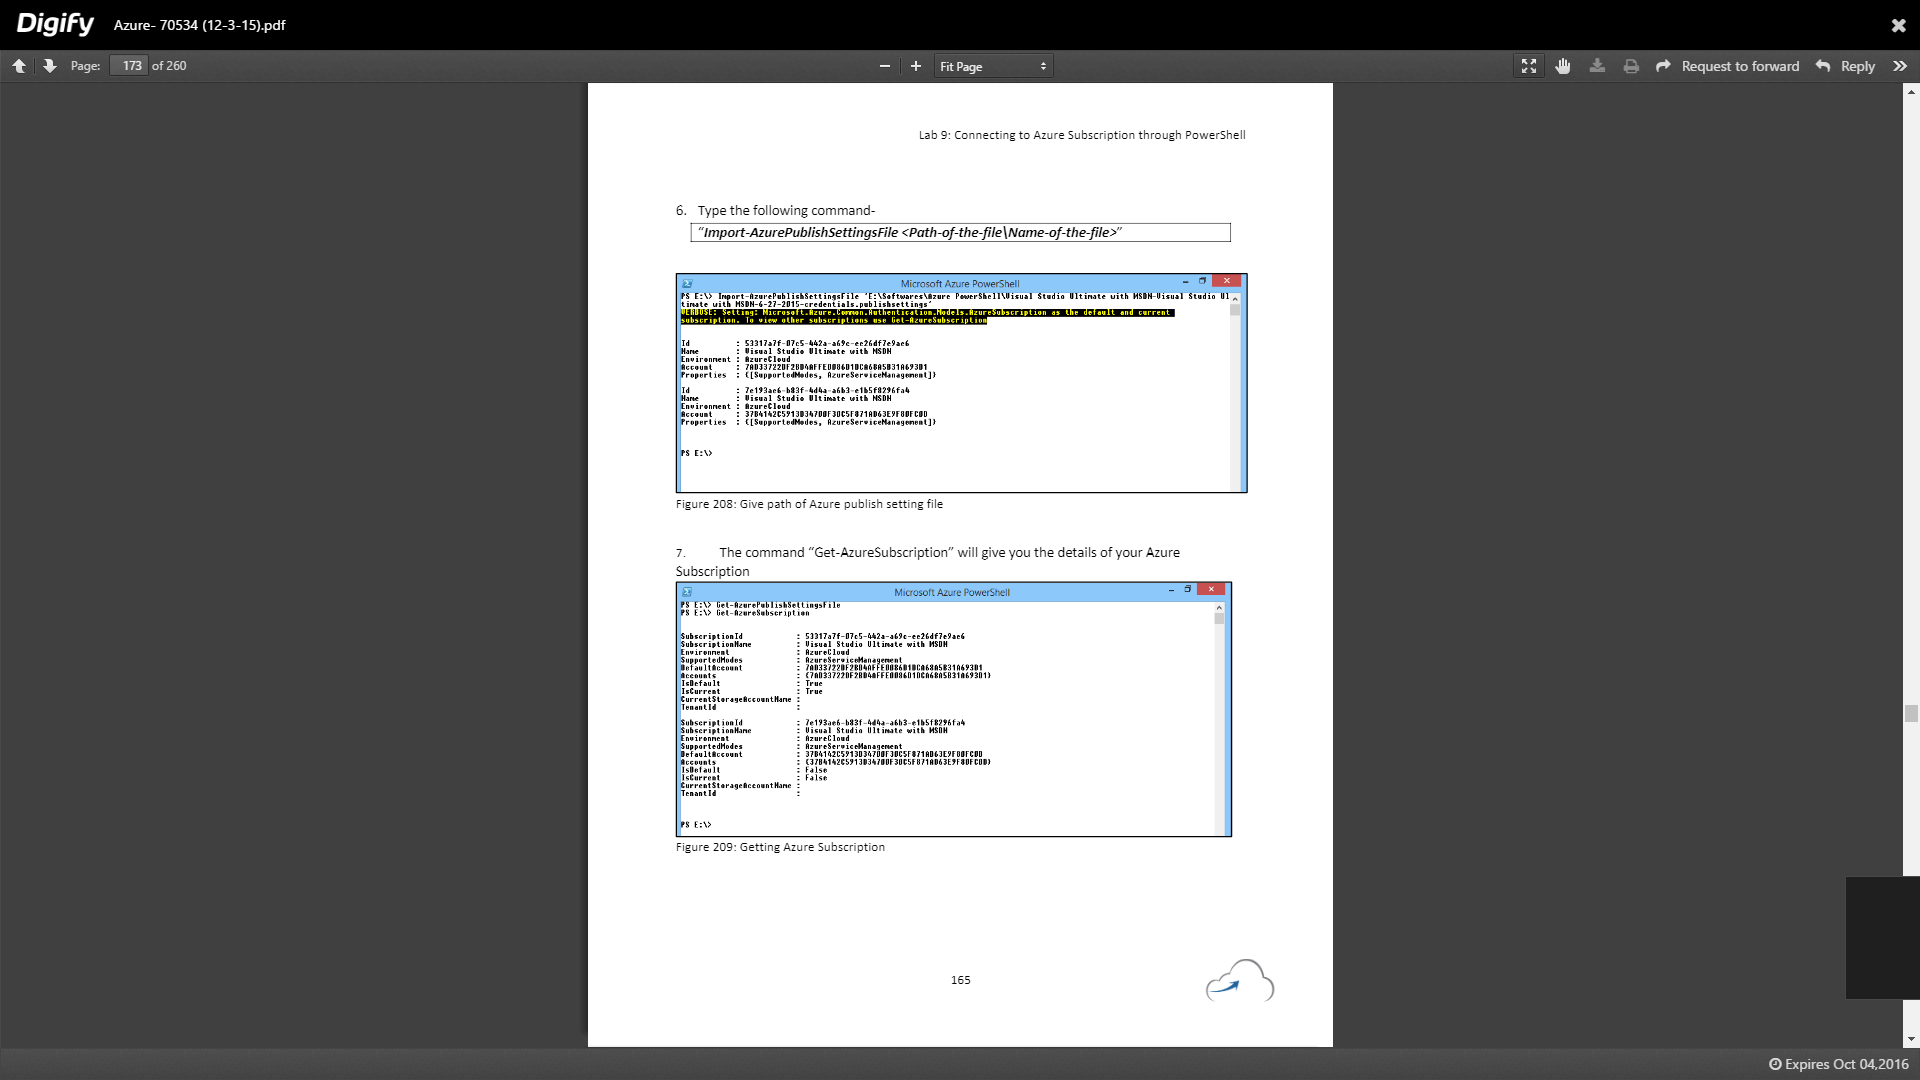 Digify Azure- 70534 (12-3-15).pdf
Page: 173 of 260 Fit Page Request to forward Reply
Lab 9: Connecting to Azure Subscription through PowerShell
6. Type the following command-
“Import-AzurePublishSettingsFile <Path-of-the-file\Name-of-the-file>”
Microsoft Azure PowerShell
PS E:\> Import-AzurePublishSettingsFile 'E:\Softwares\Azure PowerShell\Visual Studio Ultimate with MSDN-Visual Studio Ul
timate with MSDN-6-27-2015-credentials.publishsettings'
VERBOSE: Setting: Microsoft.Azure.Common.Authentication.Models.AzureSubscription as the default and current
subscription. To view other subscriptions use Get-AzureSubscription
Id : 53317a7f-07c5-442a-a69c-ee26df7e9ae6
Name : Visual Studio Ultimate with MSDN
Environment : AzureCloud
Account :
Properties : {[SupportedModes, AzureServiceManagement]}
Id : 7e193ae6-b83f-4d4a-a6b3-e1b5f8296fa4
Name : Visual Studio Ultimate with MSDN
Environment : AzureCloud
Account :
Properties : {[SupportedModes, AzureServiceManagement]}
PS E:\>
Figure 208: Give path of Azure publish setting file
7. The command “Get-AzureSubscription” will give you the details of your Azure
Subscription
Microsoft Azure PowerShell
PS E:\> Get-AzurePublishSettingsFile
PS E:\> Get-AzureSubscription
SubscriptionId : 53317a7f-07c5-442a-a69c-ee26df7e9ae6
SubscriptionName : Visual Studio Ultimate with MSDN
Environment : AzureCloud
SupportedModes : AzureServiceManagement
DefaultAccount :
Accounts :
IsDefault : True
IsCurrent : True
CurrentStorageAccountName :
TenantId :
SubscriptionId : 7e193ae6-b83f-4d4a-a6b3-e1b5f8296fa4
SubscriptionName : Visual Studio Ultimate with MSDN
Environment : AzureCloud
SupportedModes : AzureServiceManagement
DefaultAccount :
Accounts :
IsDefault : False
IsCurrent : False
CurrentStorageAccountName :
TenantId :
PS E:\>
Figure 209: Getting Azure Subscription
165
Expires Oct 04,2016